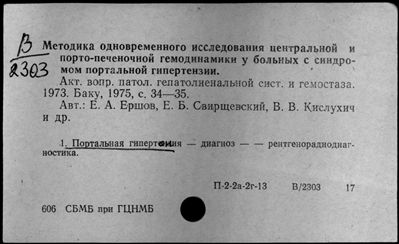 В
2303
Методика одновременного исследования центральной и
порто-печеночной гемодинамики у больных с синдро-
мом портальной гипертензии.
Акт. вопр. патол. гепатолиенальной сист. и гемостаза.
1973. Баку, 1975, с. 34—35.
Авт.: Е. А. Ершов, Е. Б. Свирщевский, В. В. Кислухич
и др.
1. Портальная гипертония — диагноз — — рентгенорадиодиаг-
ностика.
П-2-2а-2г-13 В/2303 17
606 СБМБ при ГЦНМБ